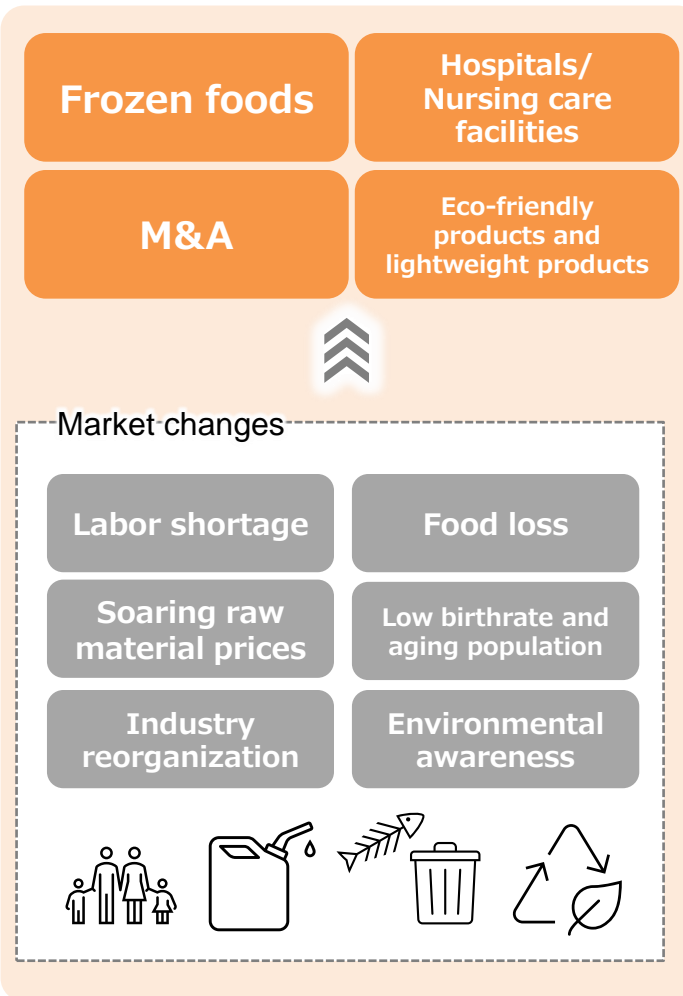 Frozen foods
Hospitals/
Nursing care
facilities
M&A
Eco-friendly
products and
lightweight products
Market changes
Labor shortage
Food loss
Soaring raw
material prices
Low birthrate and
aging population
Industry
reorganization
Environmental
awareness